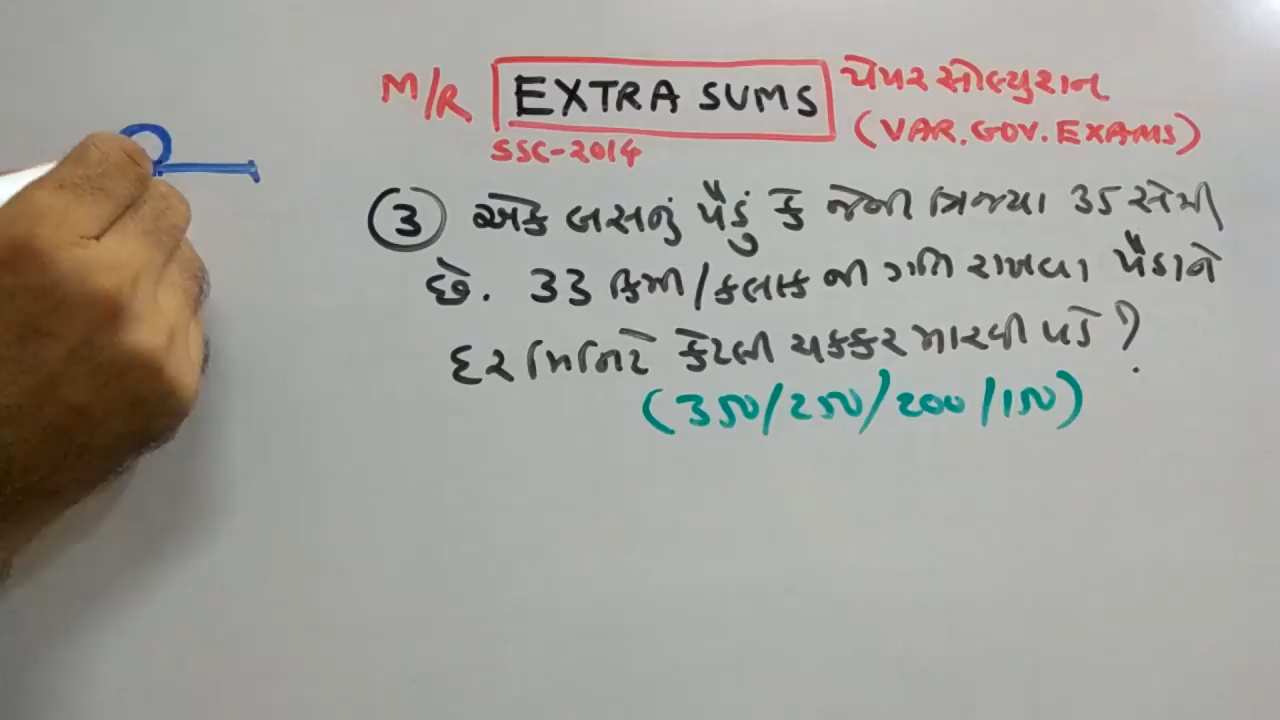 M/R EXTRA SUMS પેપર સોલ્યુશન
SSC-2014 (VAR. GOV. EXAMS)
③ એક બસનું પૈડું કે જેની ત્રિજ્યા 35 સેમી
છે. 33 કિમી/કલાક ની ગતિ રાખવા પૈડાને
દર મિનિટે કેટલી ચક્કર મારવી પડે ?
(350/250/200/150)